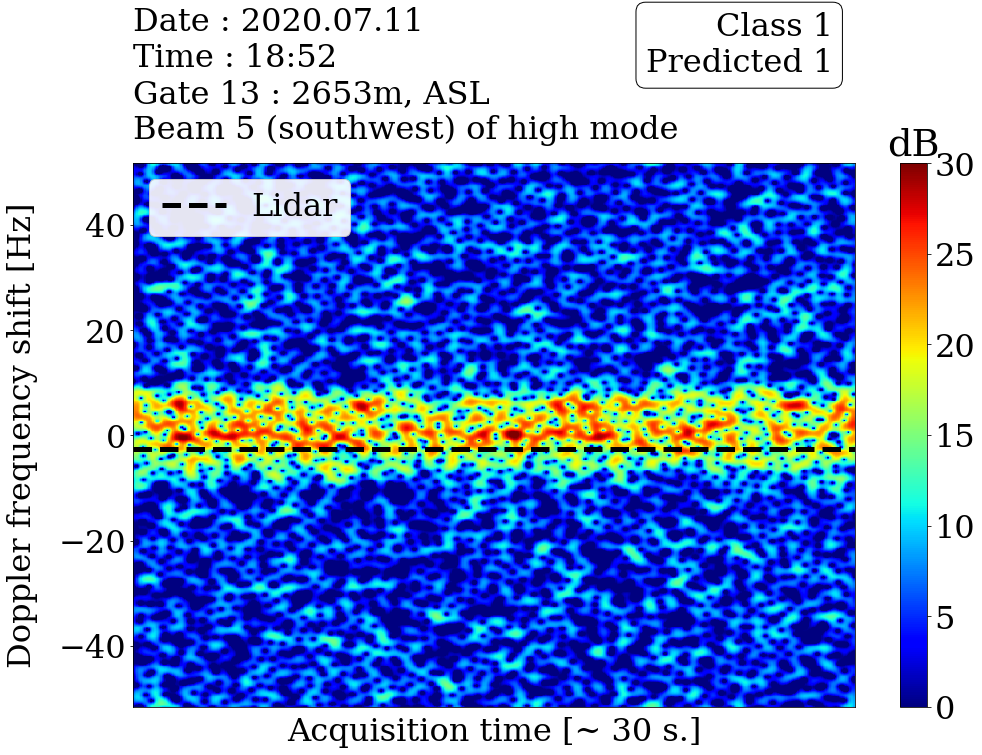 Date : 2020.07.11
Time : 18:52
Gate 13 : 2653m, ASL
Beam 5 (southwest) of high mode
Class 1
Predicted 1
dB
30
25
20
15
10
5
0
Lidar
Doppler frequency shift [Hz]
40
20
0
−20
−40
Acquisition time [~ 30 s.]